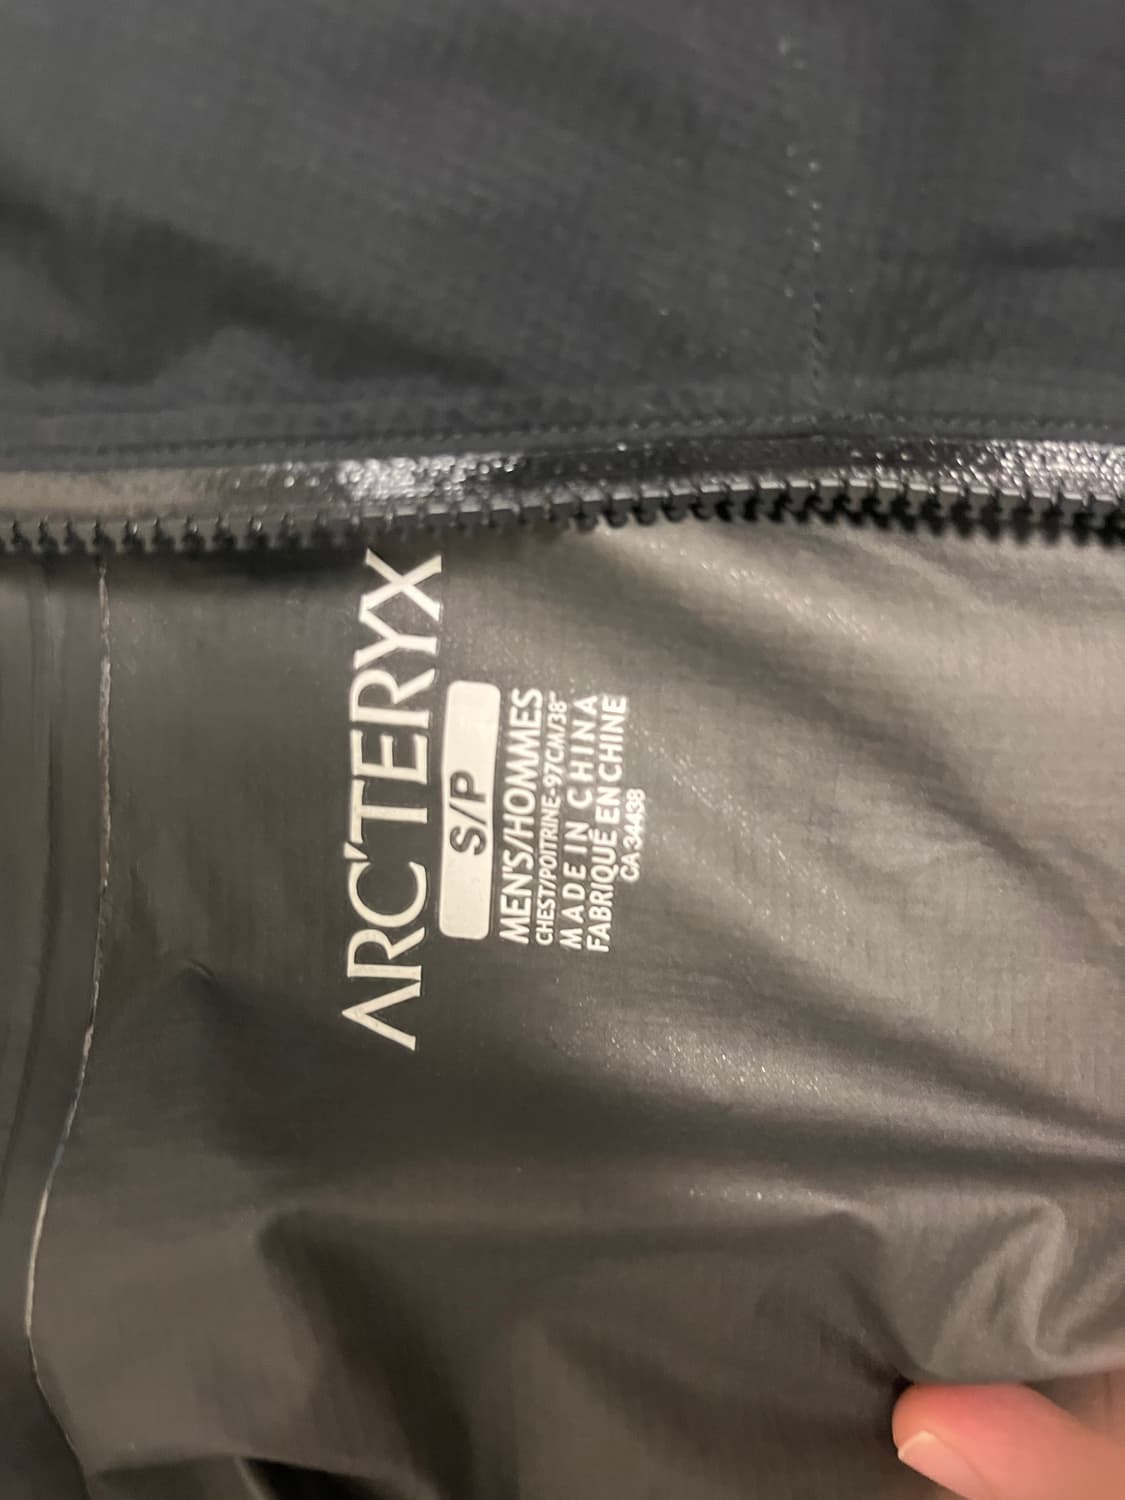 ARC'TERYX
S/P
MEN'S/HOMMES
CHEST/POITRINE-97CM/38"
MADE IN CHINA
FABRIQUÉ EN CHINE
CA 34438